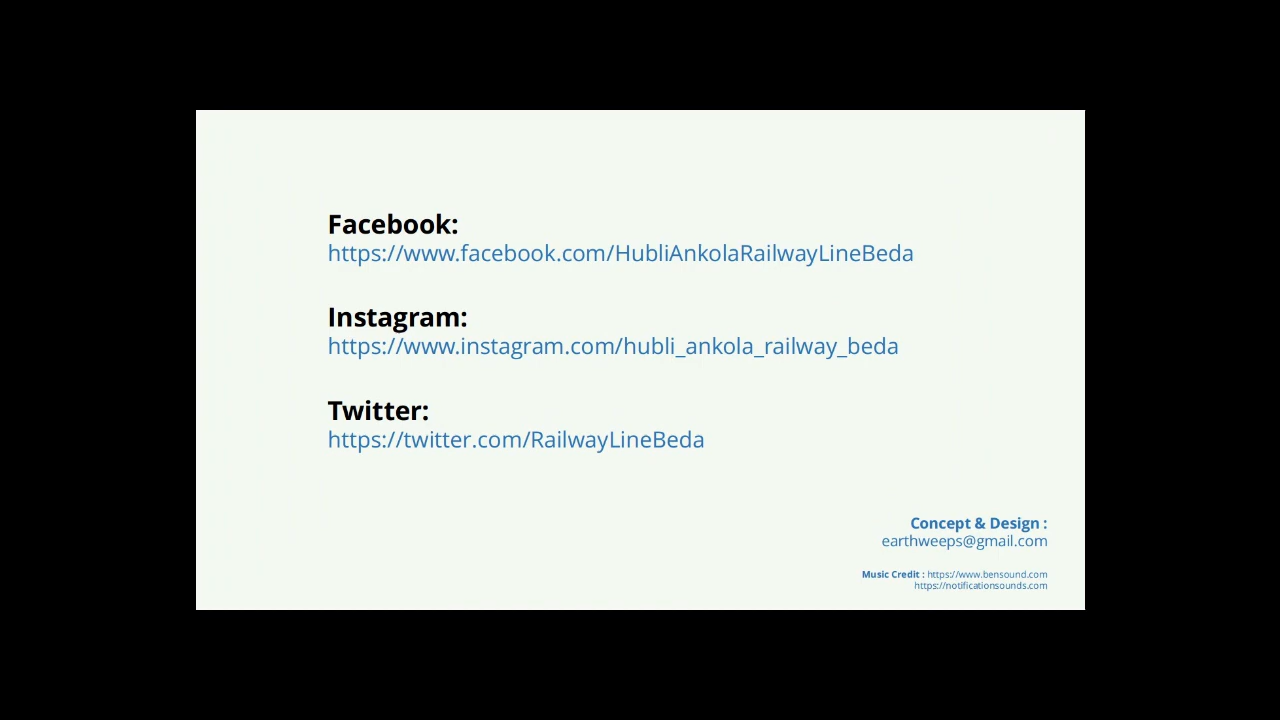 Facebook:
https://www.facebook.com/HubliAnkolaRailwayLineBeda
Instagram:
https://www.instagram.com/hubli_ankola_railway_beda
Twitter:
https://twitter.com/RailwayLineBeda
Concept & Design :
earthweeps@gmail.com
Music Credit : https://www.bensound.com
https://notificationsounds.com